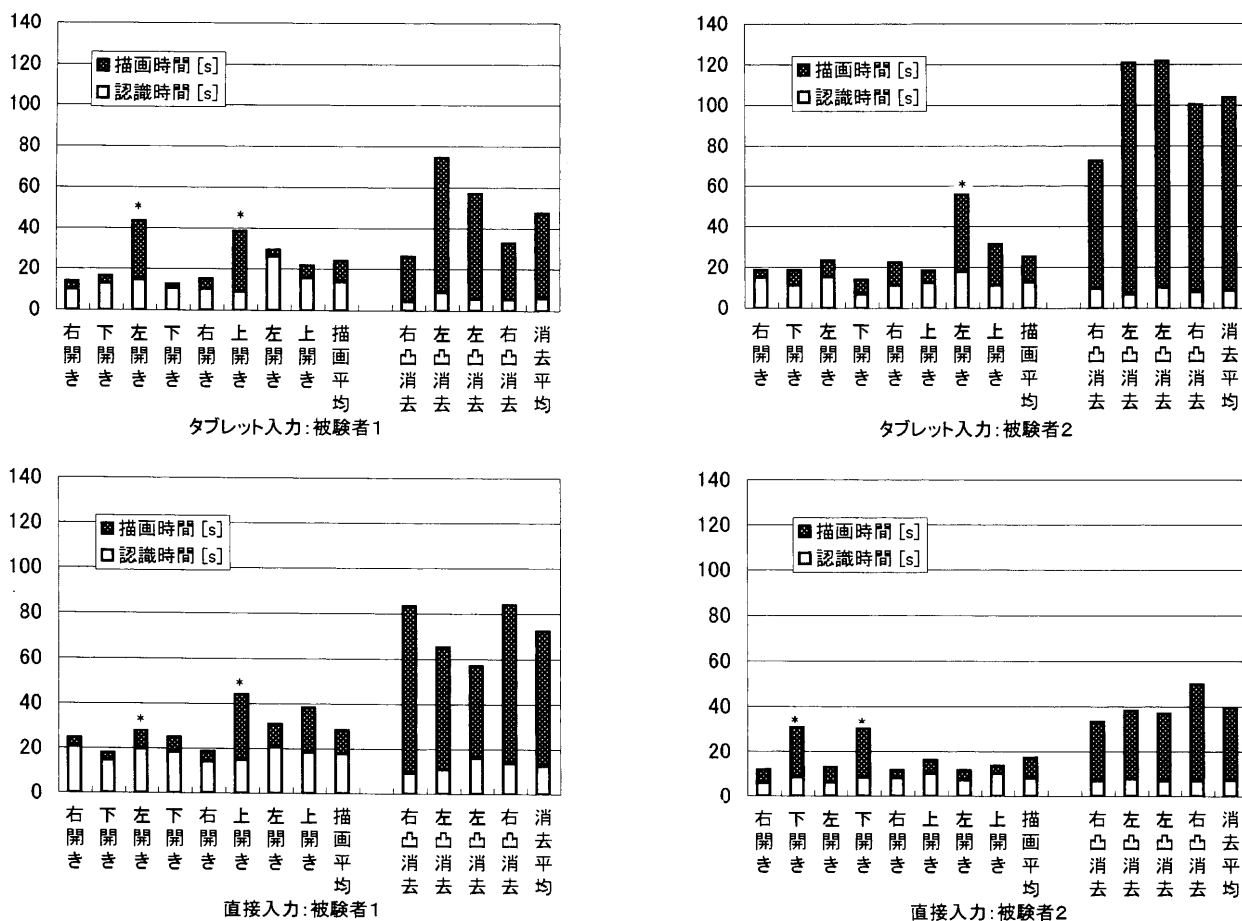 140
120
100
80
60
40
20
0
描画時間 [s]
認識時間 [s]
*
*
右開き
下開き
左開き
下開き
右開き
上開き
左開き
上開き
描画平均
右凸消去
左凸消去
左凸消去
右凸消去
消去平均
タブレット入力:被験者1
140
120
100
80
60
40
20
0
描画時間 [s]
認識時間 [s]
*
右開き
下開き
左開き
下開き
右開き
上開き
左開き
上開き
描画平均
右凸消去
左凸消去
左凸消去
右凸消去
消去平均
タブレット入力:被験者2
140
120
100
80
60
40
20
0
描画時間 [s]
認識時間 [s]
*
*
右開き
下開き
左開き
下開き
右開き
上開き
左開き
上開き
描画平均
右凸消去
左凸消去
左凸消去
右凸消去
消去平均
直接入力:被験者1
140
120
100
80
60
40
20
0
描画時間 [s]
認識時間 [s]
*
*
右開き
下開き
左開き
下開き
右開き
上開き
左開き
上開き
描画平均
右凸消去
左凸消去
左凸消去
右凸消去
消去平均
直接入力:被験者2